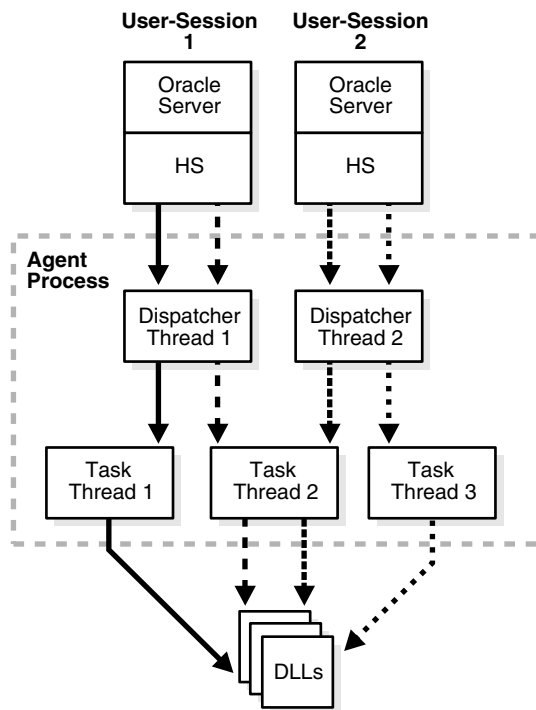 User-Session
1
User-Session
2
Oracle
Server
HS
Oracle
Server
HS
Agent
Process
Dispatcher
Thread 1
Dispatcher
Thread 2
Task
Thread 1
Task
Thread 2
Task
Thread 3
DLLs